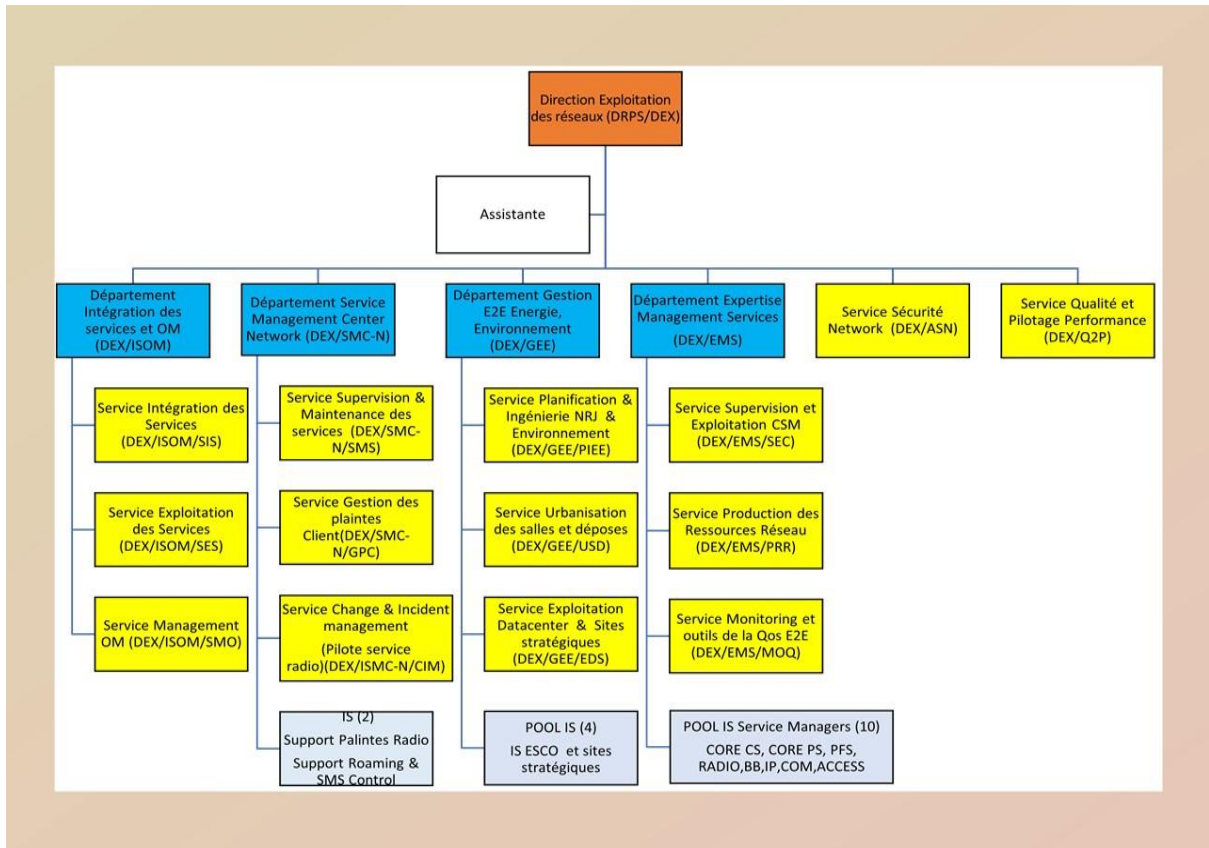 Direction Exploitation
des réseaux (DRPS/DEX)
Assistante
Département
Intégration des
services et OM
(DEX/ISOM)
Service Intégration des
Services
(DEX/ISOM/SIS)
Service Exploitation
des Services
(DEX/ISOM/SES)
Service Management
OM (DEX/ISOM/SMO)
Département Service
Management Center
Network (DEX/SMC-N)
Service Supervision &
Maintenance des
services (DEX/SMC-
N/SMS)
Service Gestion des
plaintes
Client(DEX/SMC-
N/GPC)
Service Change & Incident
management
(Pilote service
radio)(DEX/ISMC-N/CIM)
IS (2)
Support Palintes Radio
Support Roaming &
SMS Control
Département Gestion
E2E Energie,
Environnement
(DEX/GEE)
Service Planification &
Ingénierie NRJ &
Environnement
(DEX/GEE/PIEE)
Service Urbanisation
des salles et déposes
(DEX/GEE/USD)
Service Exploitation
Datacenter & Sites
stratégiques
(DEX/GEE/EDS)
POOL IS (4)
IS ESCO et sites
stratégiques
Département Expertise
Management Services
(DEX/EMS)
Service Supervision et
Exploitation CSM
(DEX/EMS/SEC)
Service Production des
Ressources Réseau
(DEX/EMS/PRR)
Service Monitoring et
outils de la Qos E2E
(DEX/EMS/MOQ)
POOL IS Service Managers (10)
CORE CS, CORE PS, PFS,
RADIO,BB,IP,COM,ACCESS
Service Sécurité
Network (DEX/ASN)
Service Qualité et
Pilotage Performance
(DEX/Q2P)